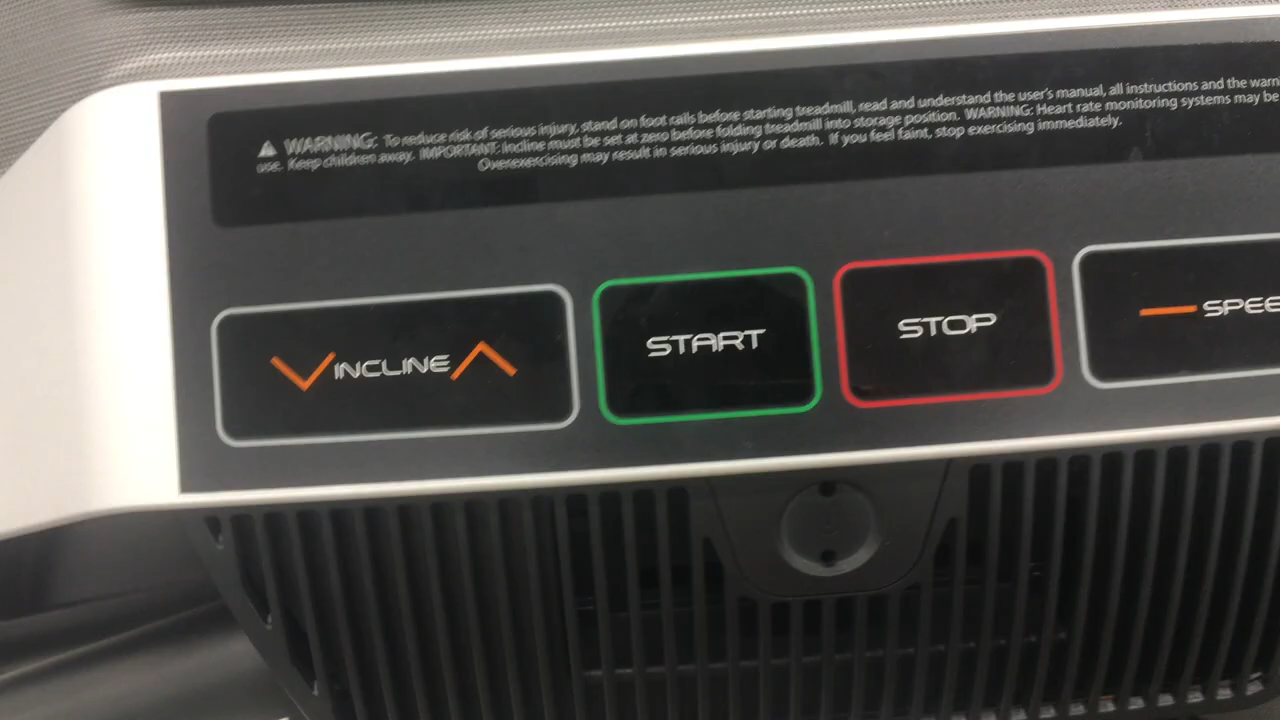 WARNING: To reduce risk of serious injury, stand on foot rails before starting treadmill, read and understand the user's manual, all instructions and the warn
use. Keep children away. IMPORTANT: Incline must be set at zero before folding treadmill into storage position. WARNING: Heart rate monitoring systems may be
Overexercising may result in serious injury or death. If you feel faint, stop exercising immediately.
INCLINE
START
STOP
SPEE